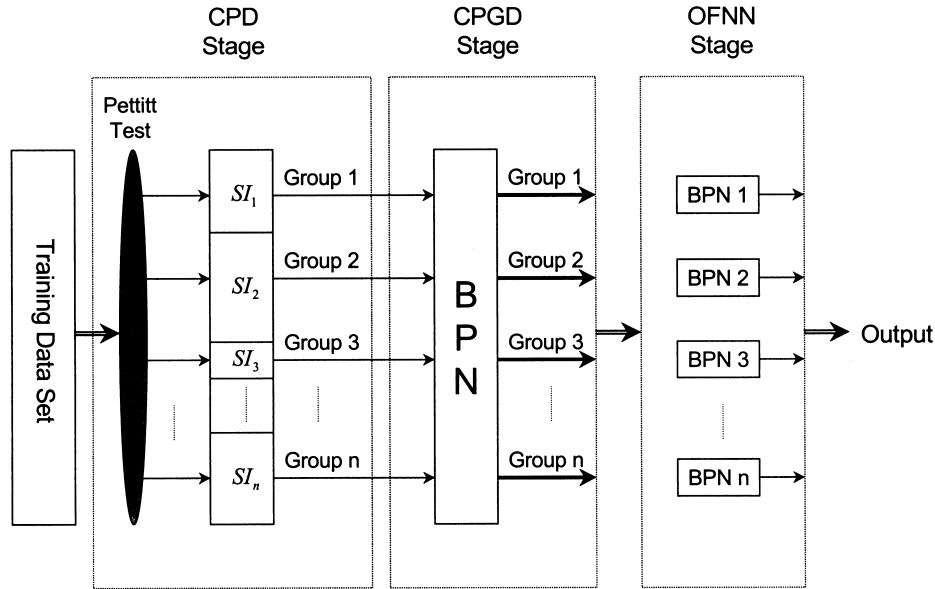 CPD
Stage
CPGD
Stage
OFNN
Stage
Pettitt
Test
Training Data Set
SI₁
SI₂
SI₃
SIₙ
Group 1
Group 2
Group 3
Group n
B
P
N
Group 1
Group 2
Group 3
Group n
BPN 1
BPN 2
BPN 3
BPN n
Output